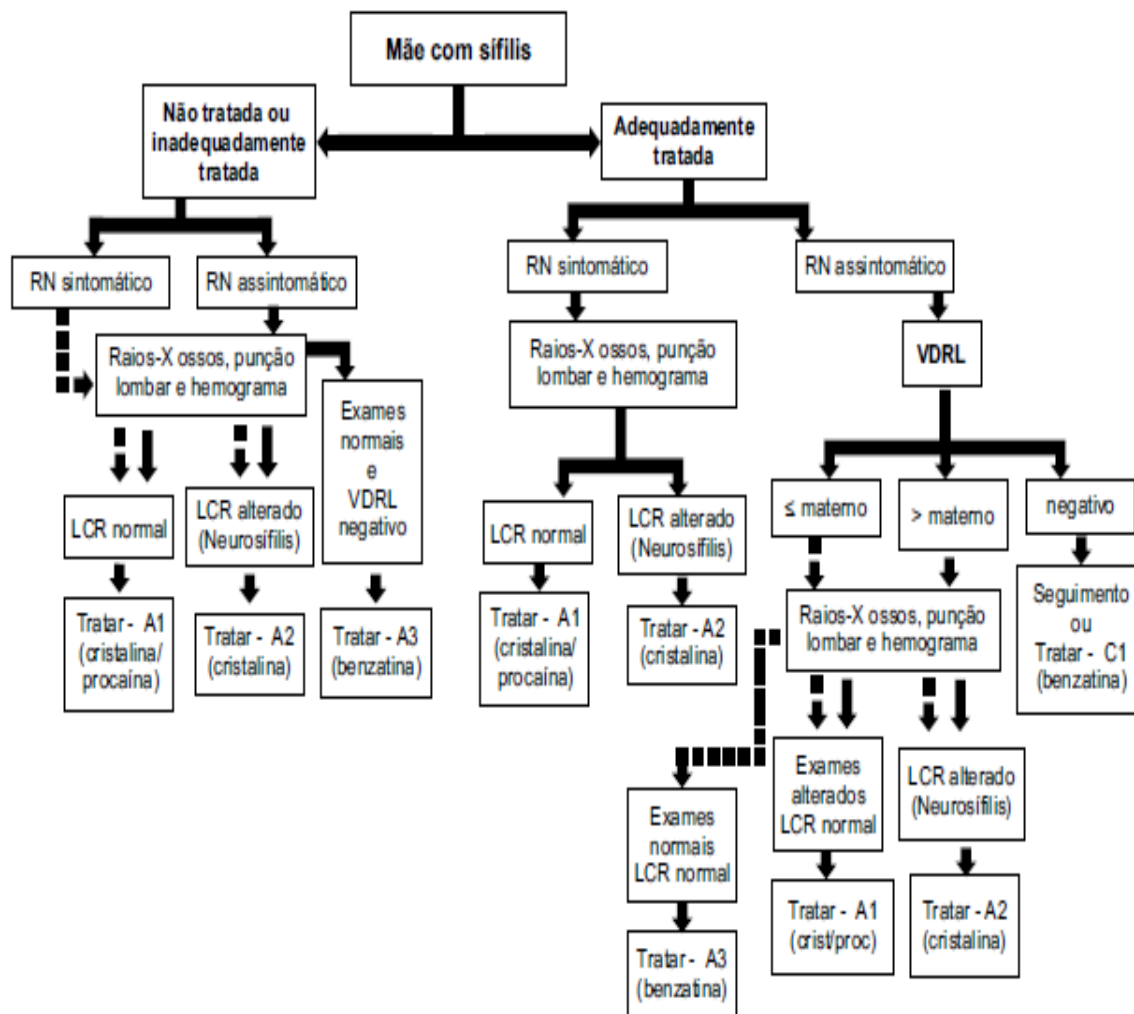 Mãe com sífilis
Não tratada ou
inadequadamente
tratada
Adequadamente
tratada
RN sintomático
RN assintomático
RN sintomático
RN assintomático
Raios-X ossos, punção
lombar e hemograma
Raios-X ossos, punção
lombar e hemograma
VDRL
Exames
normais
e
VDRL
negativo
LCR normal
LCR alterado
(Neurosífilis)
LCR normal
LCR alterado
(Neurosífilis)
≤ materno
> materno
negativo
Tratar - A1
(cristalina/
procaína)
Tratar - A2
(cristalina)
Tratar - A3
(benzatina)
Tratar - A1
(cristalina/
procaína)
Tratar - A2
(cristalina)
Raios-X ossos, punção
lombar e hemograma
Seguimento
ou
Tratar - C1
(benzatina)
Exames
normais
LCR normal
Exames
alterados
LCR normal
LCR alterado
(Neurosífilis)
Tratar - A3
(benzatina)
Tratar - A1
(crist/proc)
Tratar - A2
(cristalina)